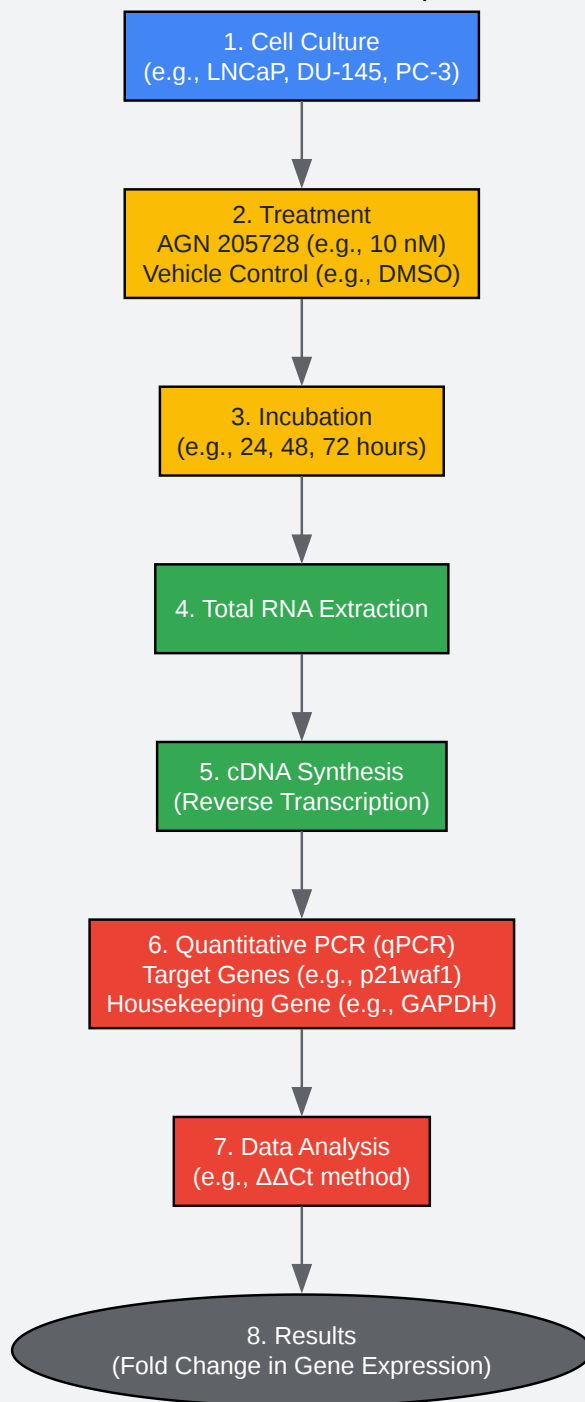 1. Cell Culture
(e.g., LNCaP, DU-145, PC-3)
2. Treatment
AGN 205728 (e.g., 10 nM)
Vehicle Control (e.g., DMSO)
3. Incubation
(e.g., 24, 48, 72 hours)
4. Total RNA Extraction
5. cDNA Synthesis
(Reverse Transcription)
6. Quantitative PCR (qPCR)
Target Genes (e.g., p21waf1)
Housekeeping Gene (e.g., GAPDH)
7. Data Analysis
(e.g., ΔΔCt method)
8. Results
(Fold Change in Gene Expression)